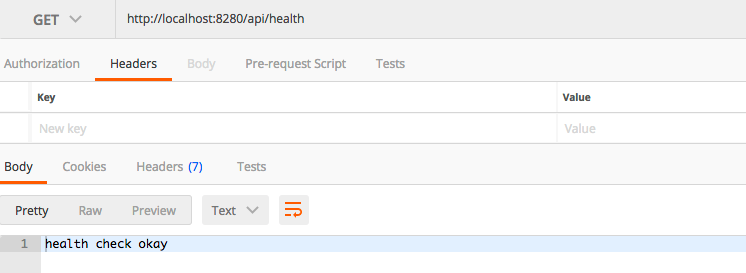 GET http://localhost:8280/api/health
Authorization Headers Body Pre-request Script Tests
Key Value
New key Value
Body Cookies Headers (7) Tests
Pretty Raw Preview Text
1 health check okay